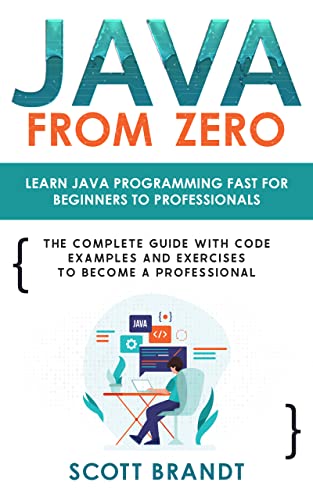 JAVA
FROM ZERO
LEARN JAVA PROGRAMMING FAST FOR
BEGINNERS TO PROFESSIONALS
{
THE COMPLETE GUIDE WITH CODE
EXAMPLES AND EXERCISES
TO BECOME A PROFESSIONAL
JAVA
{ }
</>
}
SCOTT BRANDT